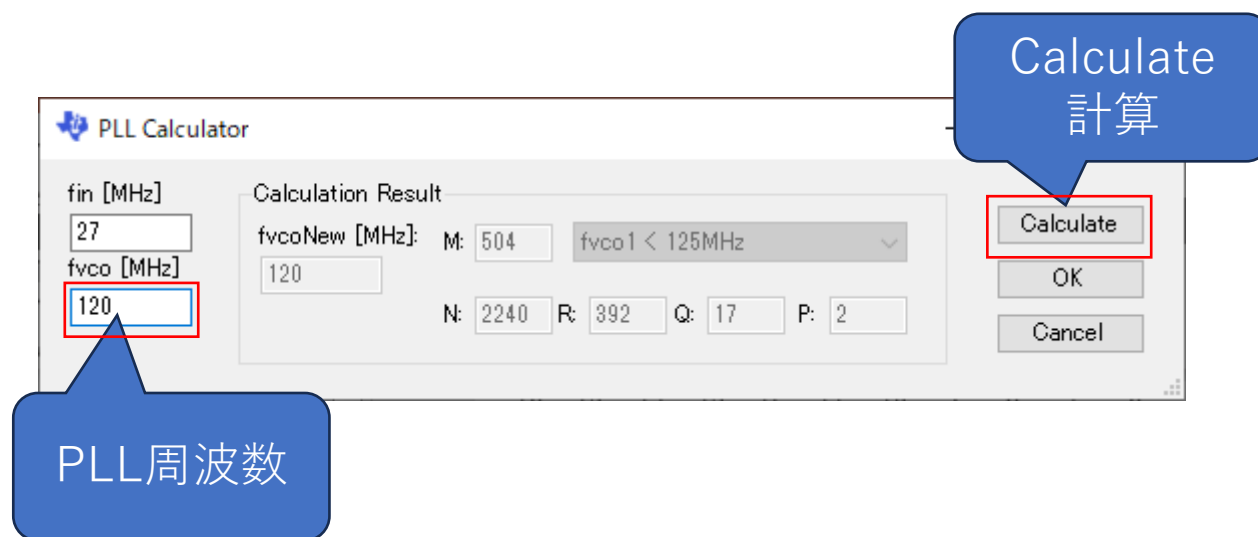 Calculate
計算
PLL Calculator
fin [MHz]
27
fvco [MHz]
120
Calculation Result
fvcoNew [MHz]:
120
M: 504
fvco1 < 125MHz
N: 2240 R: 392 Q: 17 P: 2
Calculate
OK
Cancel
PLL周波数